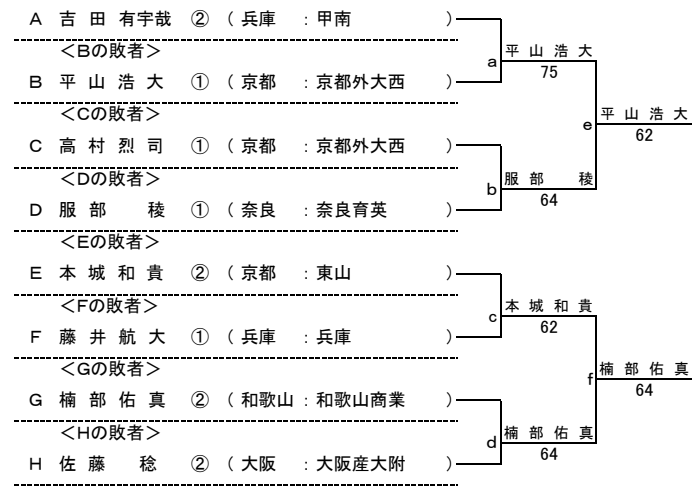 A 吉田 有宇哉 ② ( 兵庫 : 甲南 )
<Bの敗者>
B 平山浩大 ① ( 京都 : 京都外大西 )
<Cの敗者>
C 高村烈司 ① ( 京都 : 京都外大西 )
<Dの敗者>
D 服部 稜 ① ( 奈良 : 奈良育英 )
<Eの敗者>
E 本城和貴 ② ( 京都 : 東山 )
<Fの敗者>
F 藤井航大 ① ( 兵庫 : 兵庫 )
<Gの敗者>
G 楠部佑真 ② ( 和歌山 : 和歌山商業 )
<Hの敗者>
H 佐藤 稔 ② ( 大阪 : 大阪産大附 )
a 平山浩大
75
b 服部 稜
64
c 本城和貴
62
d 楠部佑真
64
e 平山浩大
62
f 楠部佑真
64